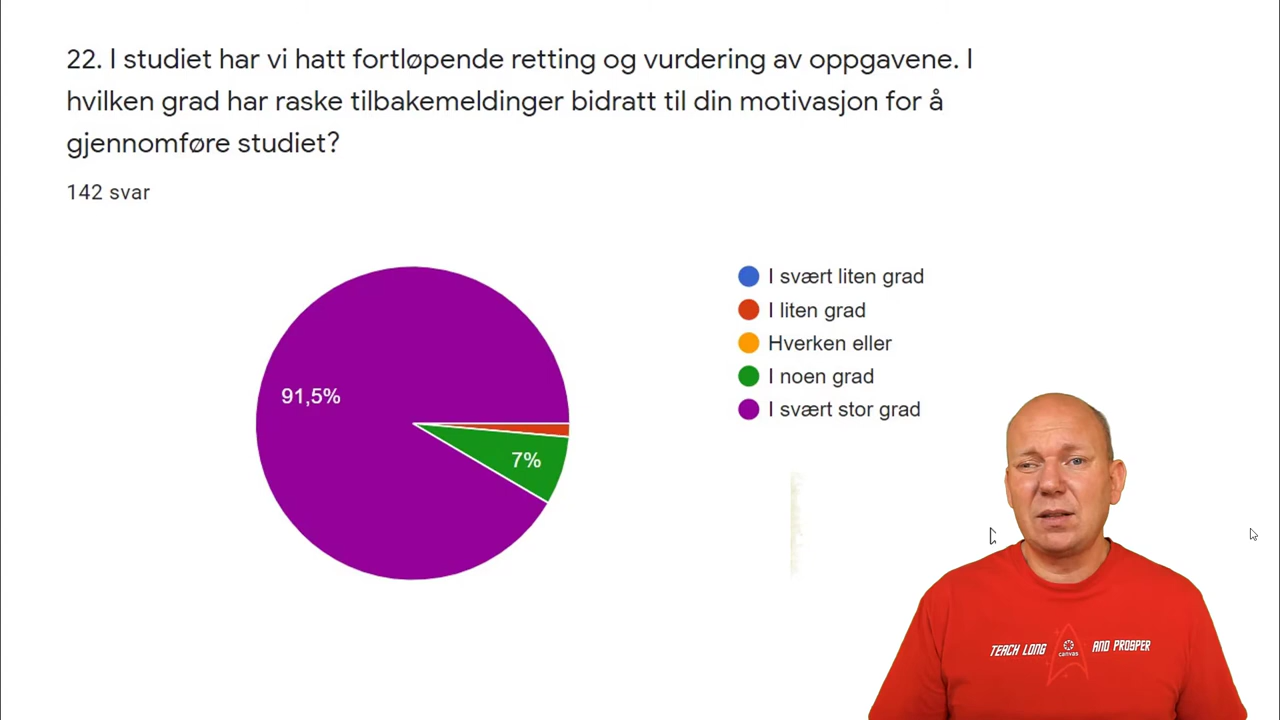 22. I studiet har vi hatt fortløpende retting og vurdering av oppgavene. I
hvilken grad har raske tilbakemeldinger bidratt til din motivasjon for å
gjennomføre studiet?
142 svar
I svært liten grad
I liten grad
Hverken eller
I noen grad
I svært stor grad
91,5%
7%
TEACH LONG canvas AND PROSPER